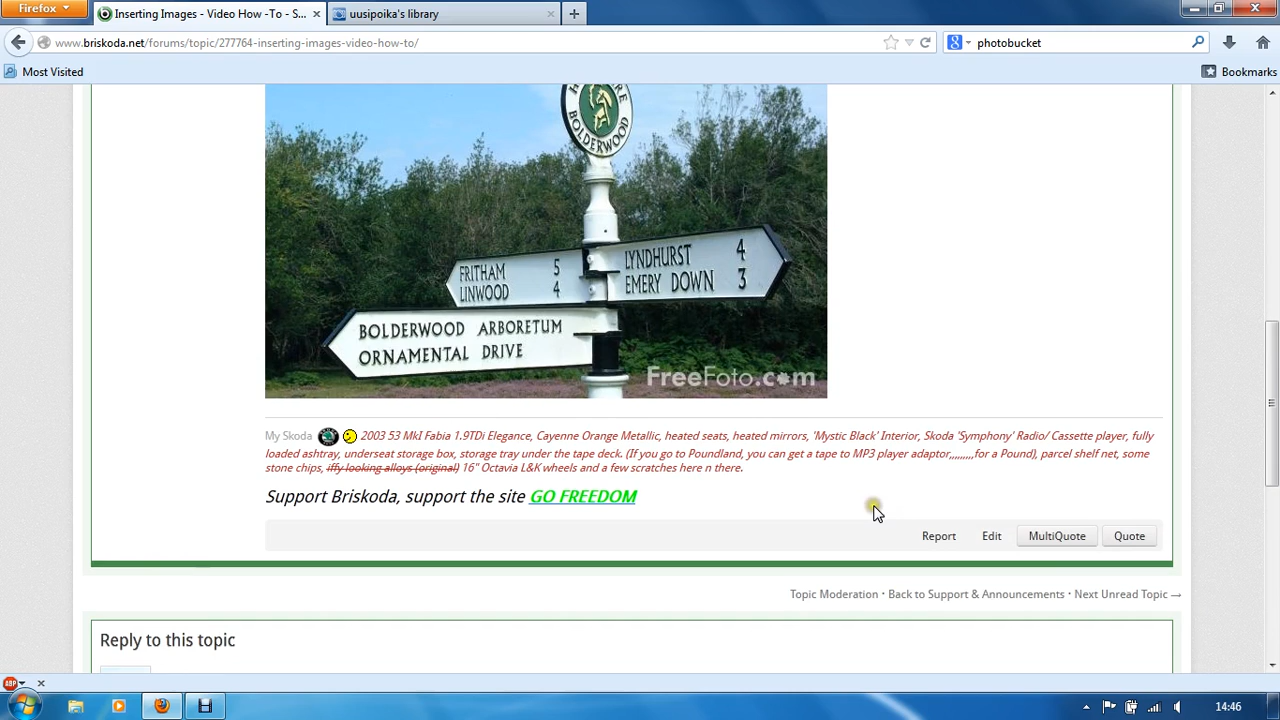 Firefox
Inserting Images - Video How -To - S...
uusipoika's library
www.briskoda.net/forums/topic/277764-inserting-images-video-how-to/
photobucket
Most Visited
Bookmarks
BOLDERWOOD
FRITHAM 5
LINWOOD 4
LYNDHURST 4
EMERY DOWN 3
BOLDERWOOD ARBORETUM
ORNAMENTAL DRIVE
FreeFoto.com
My Skoda 2003 53 MkI Fabia 1.9TDi Elegance, Cayenne Orange Metallic, heated seats, heated mirrors, 'Mystic Black' Interior, Skoda 'Symphony' Radio/ Cassette player, fully
loaded ashtray, underseat storage box, storage tray under the tape deck. (If you go to Poundland, you can get a tape to MP3 player adaptor,,,,,,,,,for a Pound), parcel shelf net, some
stone chips, iffy looking alloys (original) 16" Octavia L&K wheels and a few scratches here n there.
Support Briskoda, support the site GO FREEDOM
Report Edit MultiQuote Quote
Topic Moderation · Back to Support & Announcements · Next Unread Topic →
Reply to this topic
ABP
14:46